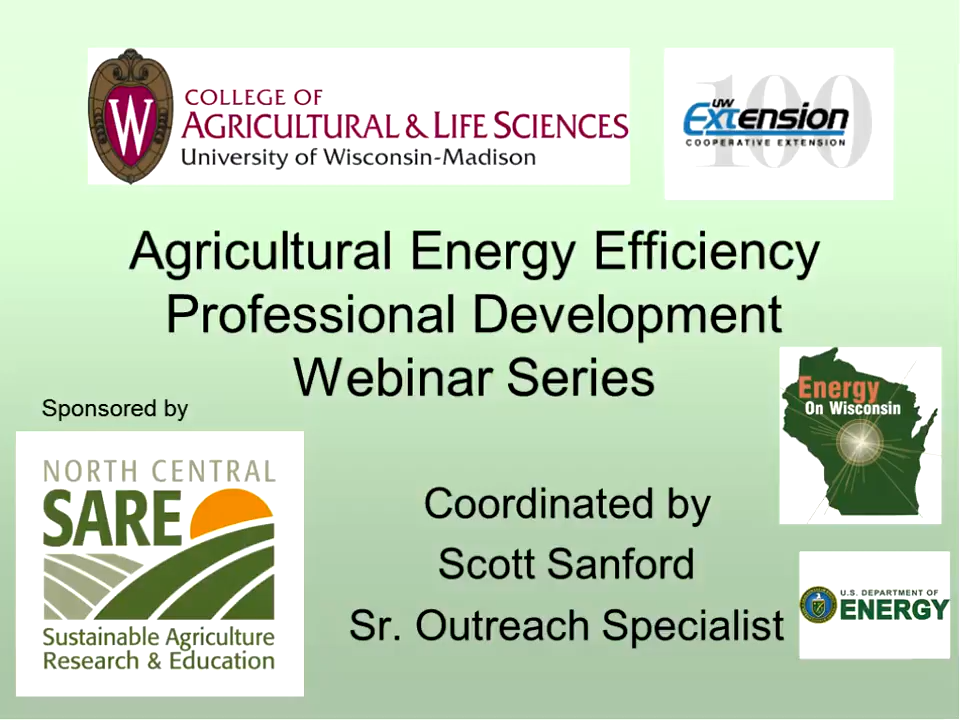 W
COLLEGE OF
AGRICULTURAL & LIFE SCIENCES
University of Wisconsin-Madison
100
UW
Extension
COOPERATIVE EXTENSION
Agricultural Energy Efficiency
Professional Development
Webinar Series
Sponsored by
NORTH CENTRAL
SARE
Sustainable Agriculture
Research & Education
Energy
On Wisconsin
Coordinated by
Scott Sanford
Sr. Outreach Specialist
U.S. DEPARTMENT OF
ENERGY